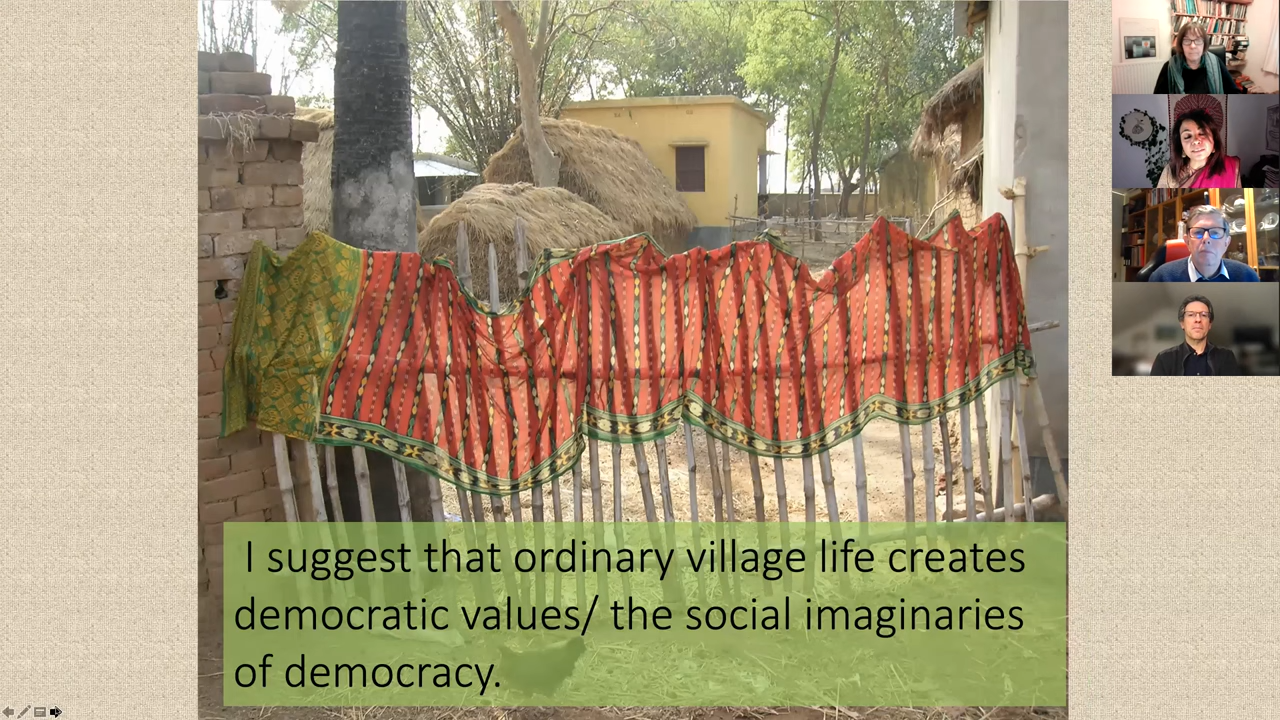 I suggest that ordinary village life creates
democratic values/ the social imaginaries
of democracy.